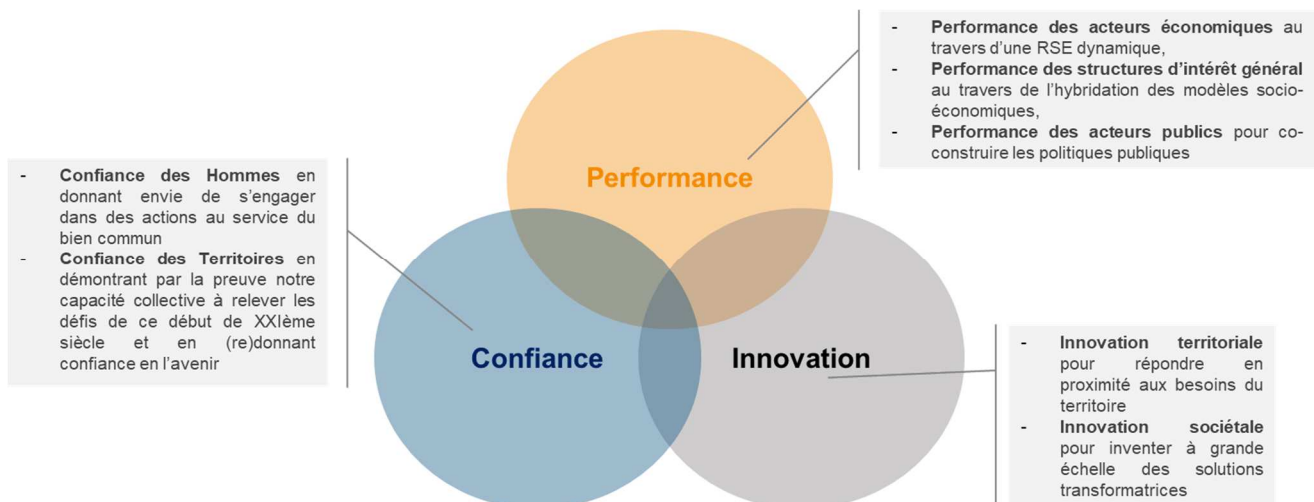 - Performance des acteurs économiques au
travers d’une RSE dynamique,
- Performance des structures d’intérêt général
au travers de l’hybridation des modèles socio-
économiques,
- Performance des acteurs publics pour co-
construire les politiques publiques
Performance
- Confiance des Hommes en
donnant envie de s’engager
dans des actions au service du
bien commun
- Confiance des Territoires en
démontrant par la preuve notre
capacité collective à relever les
défis de ce début de XXIème
siècle et en (re)donnant
confiance en l’avenir
Confiance
Innovation
- Innovation territoriale
pour répondre en
proximité aux besoins du
territoire
- Innovation sociétale
pour inventer à grande
échelle des solutions
transformatrices